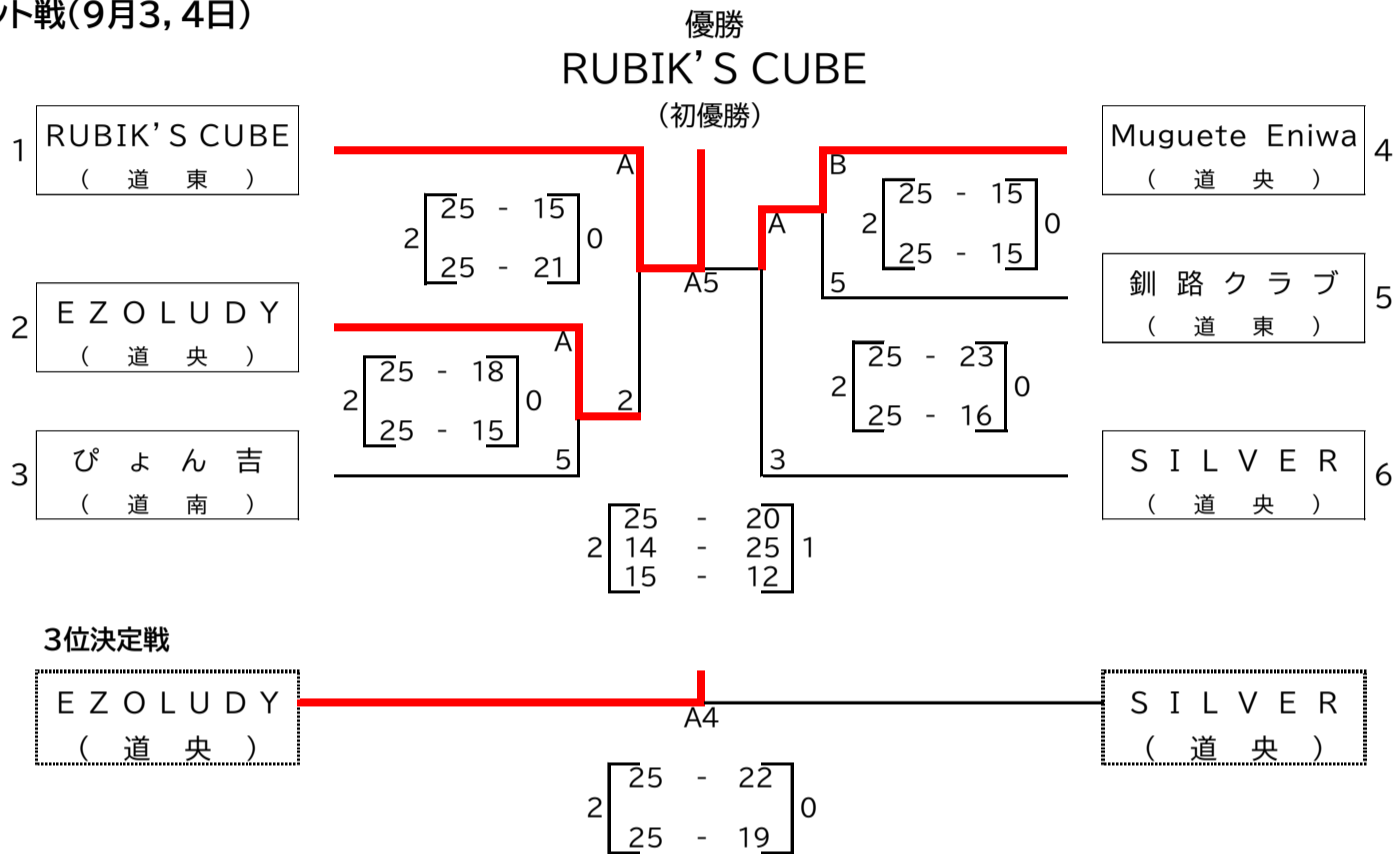 ント戦(9月3,4日)
優勝
RUBIK'S CUBE
(初優勝)
1 RUBIK'S CUBE
( 道 東 )
A
B
Muguete Eniwa 4
( 道 央 )
2 25 - 15 0
25 - 21
A
2 25 - 15 0
25 - 15
A5
5
釧 路 ク ラ ブ 5
( 道 東 )
2 E Z O L U D Y
( 道 央 )
A
2 25 - 18 0
25 - 15
2
5
2 25 - 23 0
25 - 16
3
3 ぴ ょ ん 吉
( 道 南 )
S I L V E R 6
( 道 央 )
25 - 20
2 14 - 25 1
15 - 12
3位決定戦
E Z O L U D Y
( 道 央 )
A4
S I L V E R
( 道 央 )
2 25 - 22 0
25 - 19